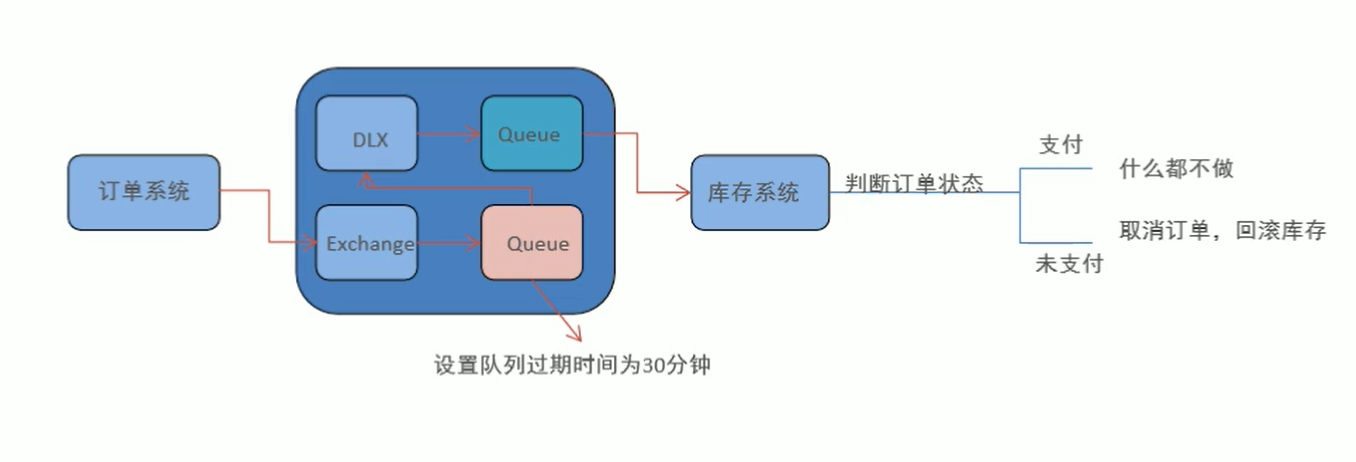 订单系统
DLX
Queue
Exchange
Queue
设置队列过期时间为30分钟
库存系统
判断订单状态
支付
什么都不做
取消订单，回滚库存
未支付